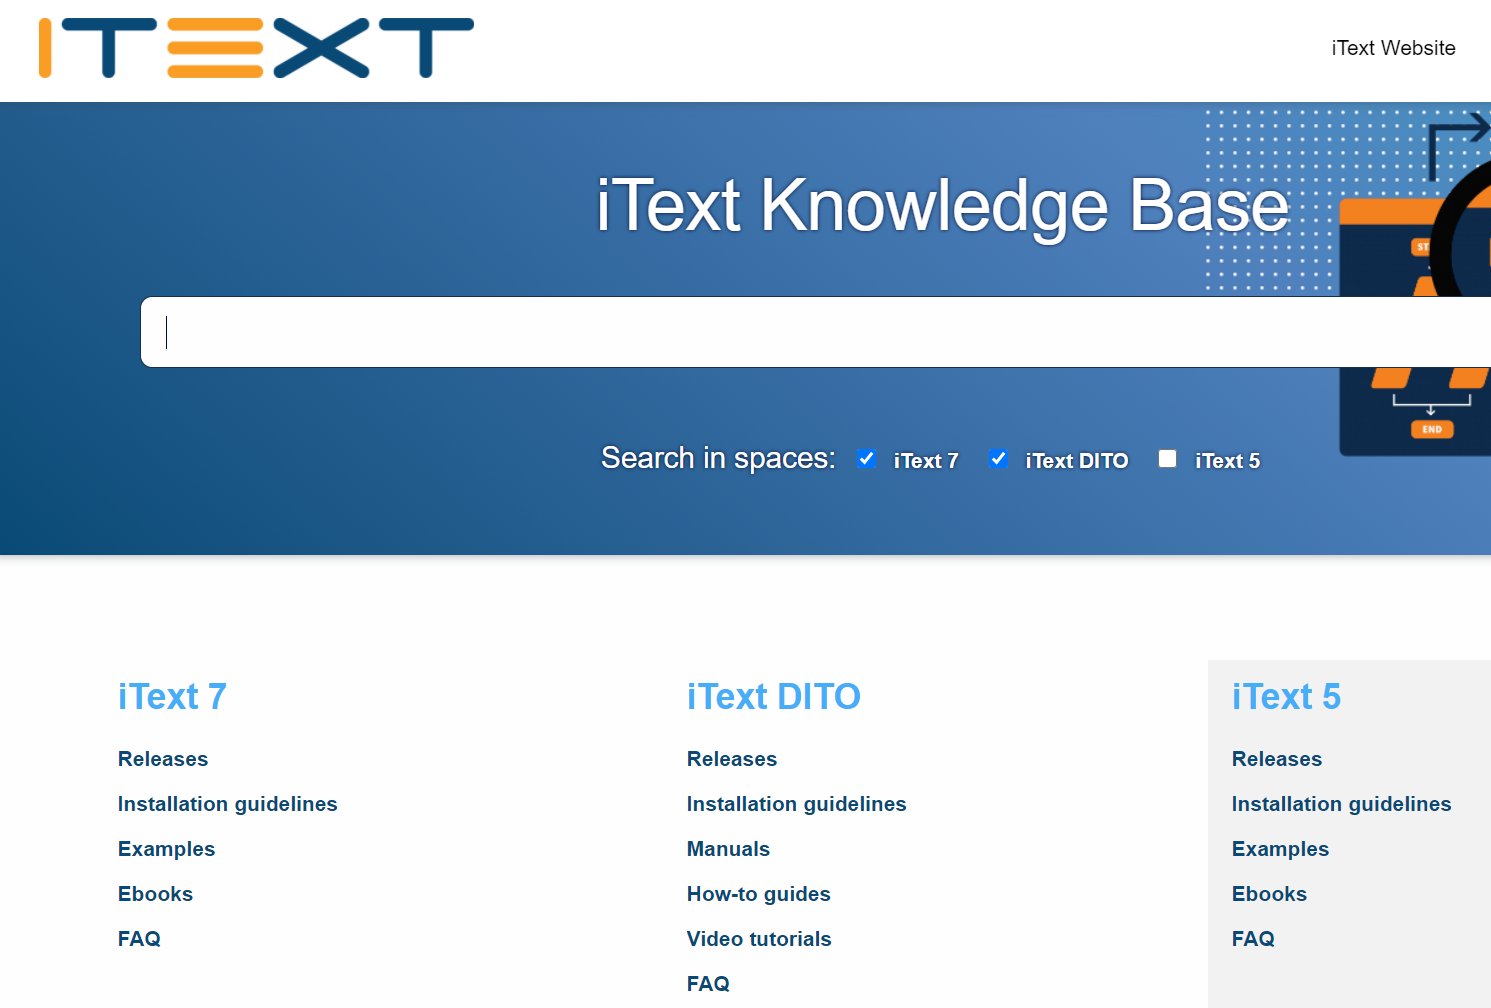 ITEXT
iText Website
iText Knowledge Base
END
Search in spaces: iText 7 iText DITO iText 5
iText 7
Releases
Installation guidelines
Examples
Ebooks
FAQ
iText DITO
Releases
Installation guidelines
Manuals
How-to guides
Video tutorials
FAQ
iText 5
Releases
Installation guidelines
Examples
Ebooks
FAQ